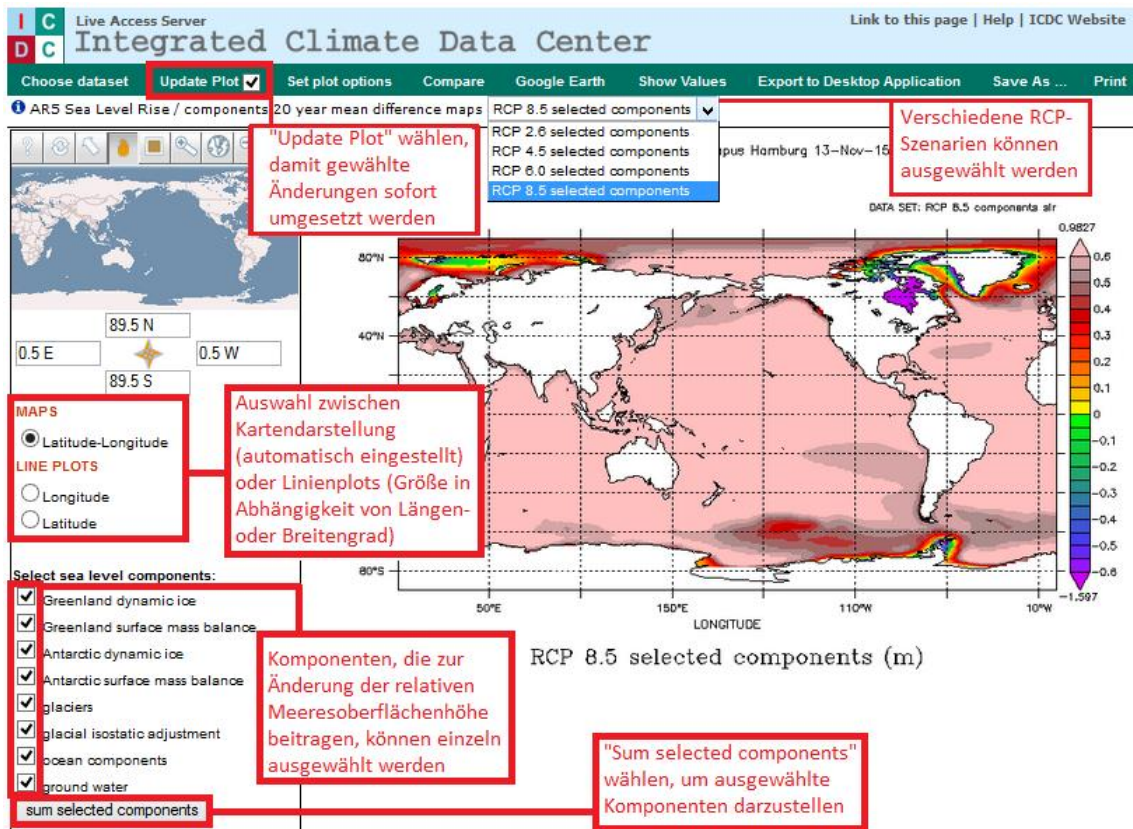 I C
D C
Live Access Server
Integrated Climate Data Center
Link to this page | Help | ICDC Website
Choose dataset Update Plot Set plot options Compare Google Earth Show Values Export to Desktop Application Save As ... Print
AR5 Sea Level Rise / components 20 year mean difference maps RCP 8.5 selected components
RCP 2.6 selected components
RCP 4.5 selected components
RCP 6.0 selected components
RCP 8.5 selected components
"Update Plot" wählen,
damit gewählte
Änderungen sofort
umgesetzt werden
Verschiedene RCP-
Szenarien können
ausgewählt werden
Hamburg 13-Nov-15
DATA SET: RCP 8.5 components slr
89.5 N
0.5 E
0.5 W
89.5 S
MAPS
Latitude-Longitude
LINE PLOTS
Longitude
Latitude
Auswahl zwischen
Kartendarstellung
(automatisch eingestellt)
oder Linienplots (Größe in
Abhängigkeit von Längen-
oder Breitengrad)
80°N
40°N
0°
40°S
80°S
50°E
150°E
110°W
10°W
LONGITUDE
0.9827
0.6
0.5
0.4
0.3
0.2
0.1
0
-0.1
-0.2
-0.3
-0.4
-0.5
-0.6
-1.597
RCP 8.5 selected components (m)
Select sea level components:
Greenland dynamic ice
Greenland surface mass balance
Antarctic dynamic ice
Antarctic surface mass balance
glaciers
glacial isostatic adjustment
ocean components
ground water
sum selected components
Komponenten, die zur
Änderung der relativen
Meeresoberflächenhöhe
beitragen, können einzeln
ausgewählt werden
"Sum selected components"
wählen, um ausgewählte
Komponenten darzustellen